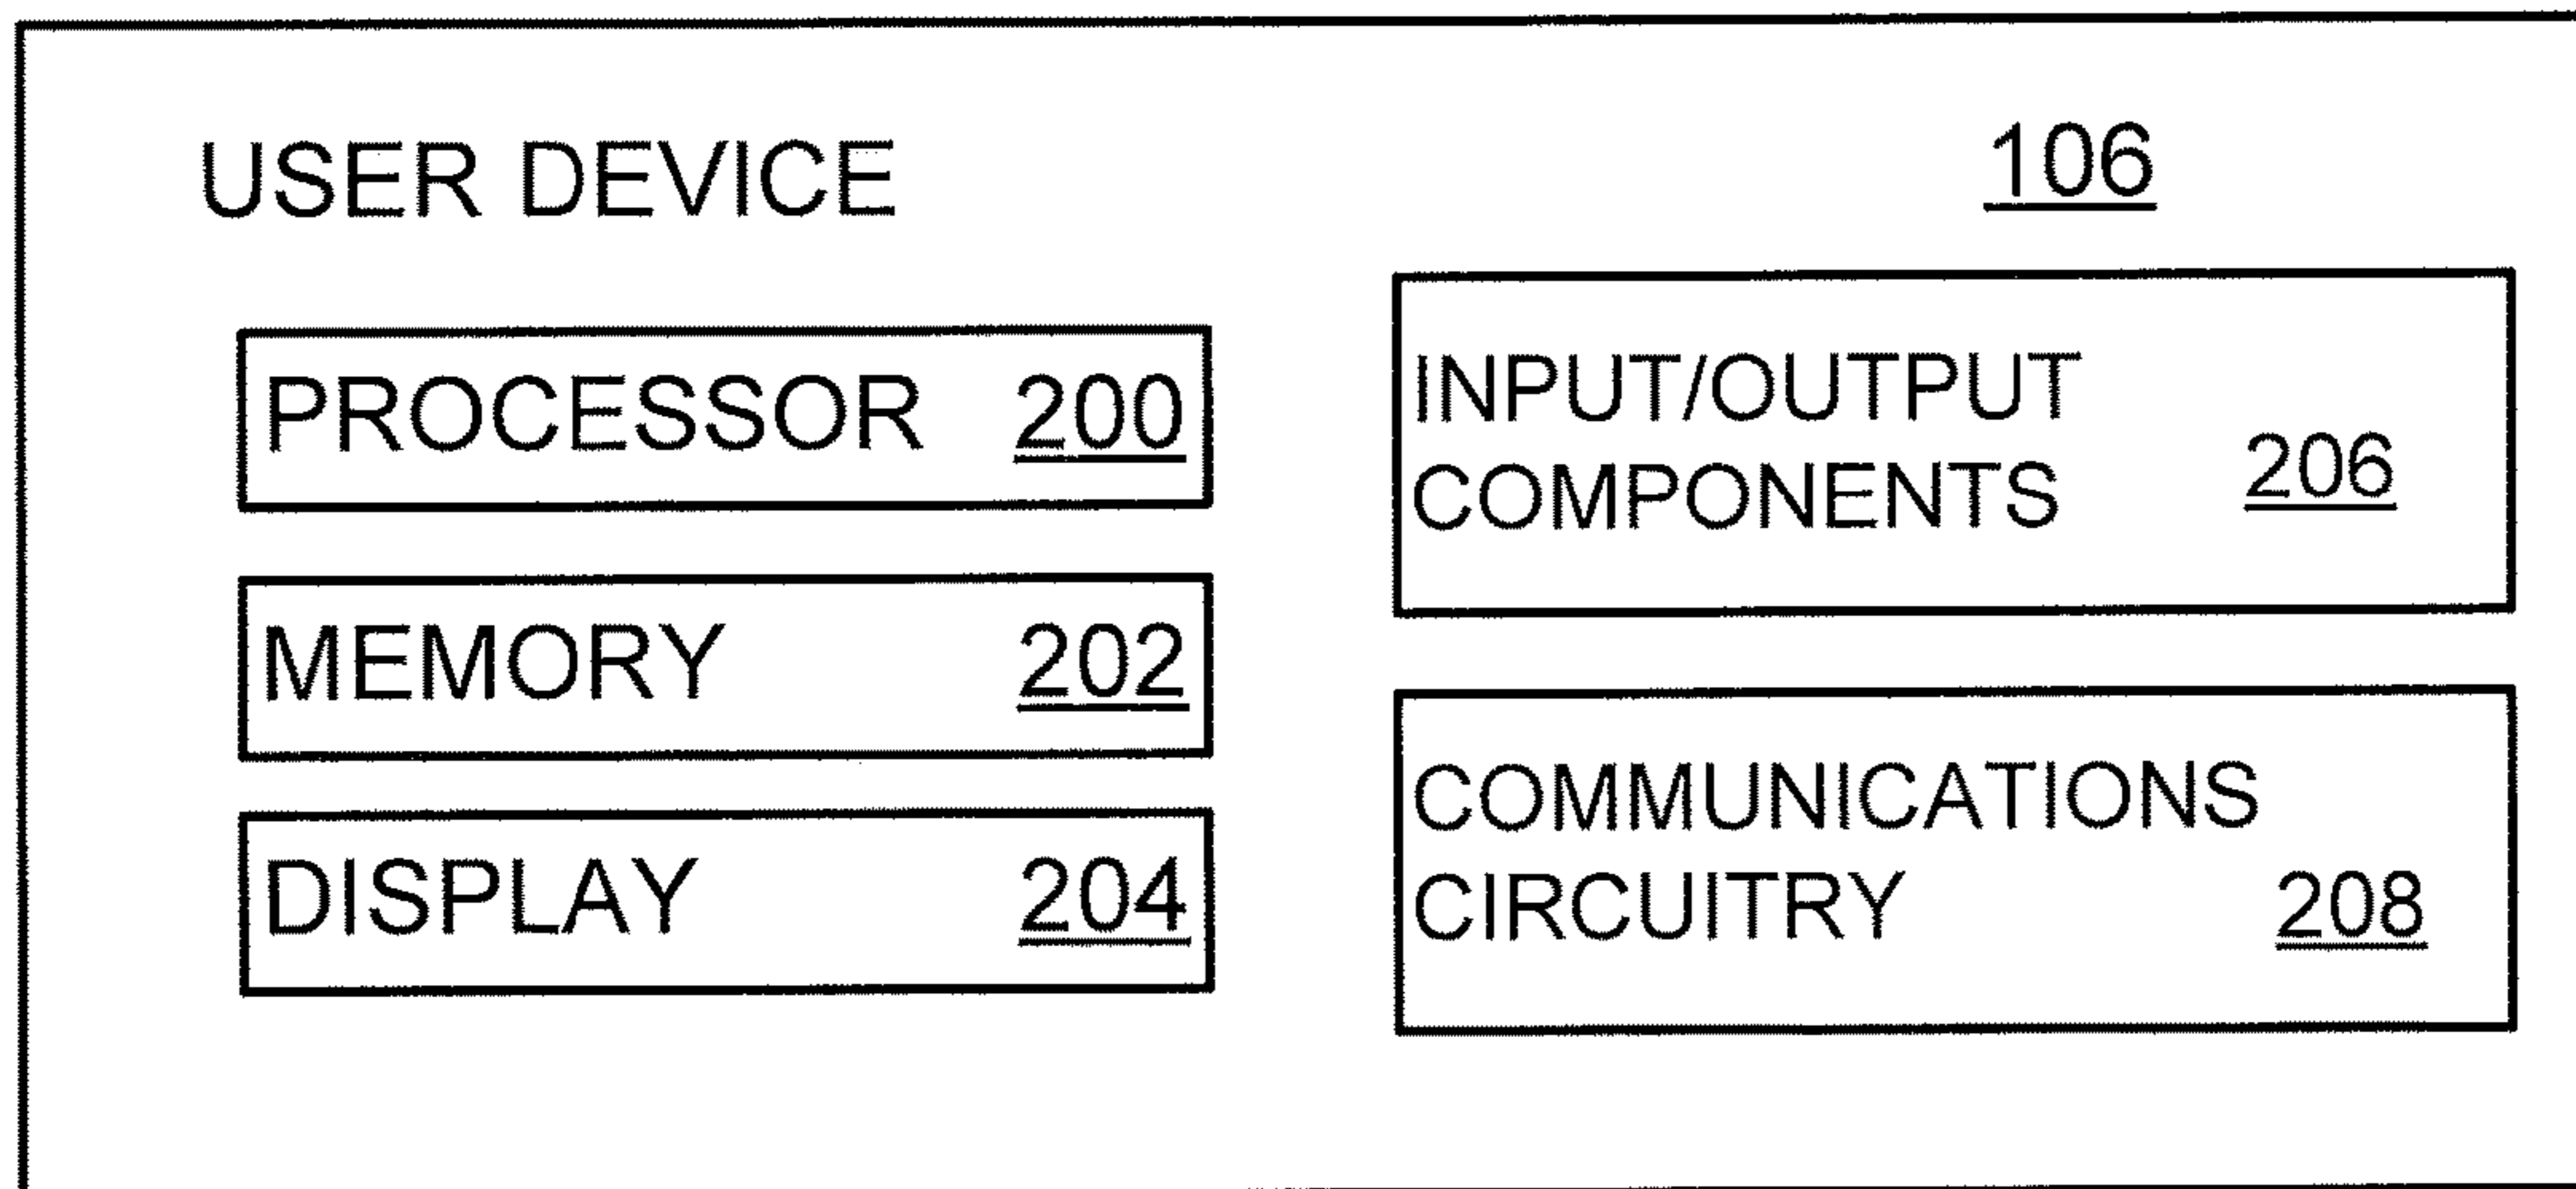 USER DEVICE 106
PROCESSOR 200
MEMORY 202
DISPLAY 204
INPUT/OUTPUT
COMPONENTS 206
COMMUNICATIONS
CIRCUITRY 208